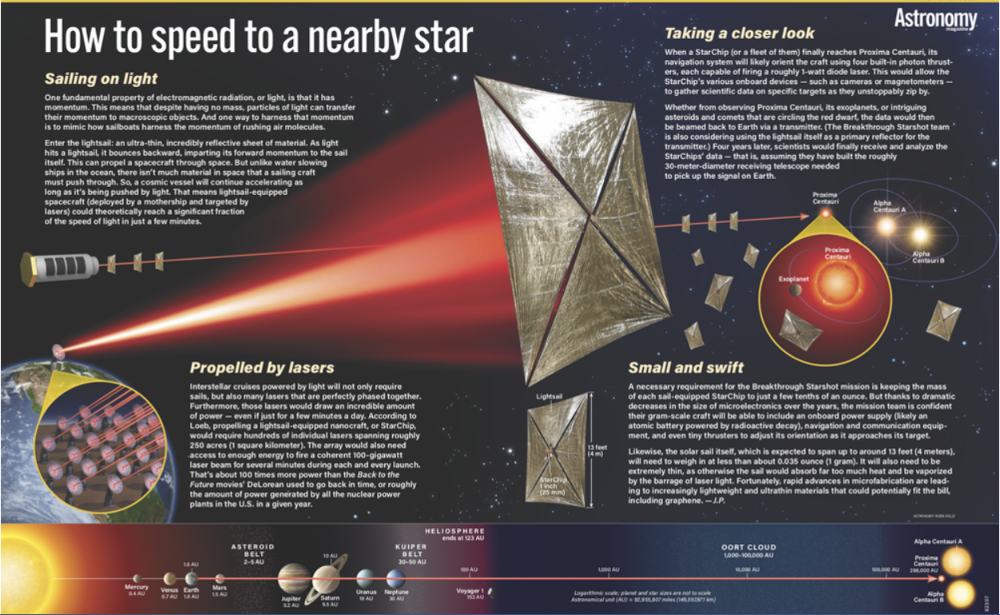 How to speed to a nearby star
Astronomy
magazine
Sailing on light
One fundamental property of electromagnetic radiation, or light, is that it has
momentum. This means that despite having no mass, particles of light can transfer
their momentum to macroscopic objects. And one way to harness that momentum
is to mimic how sailboats harness the momentum of rushing air molecules.
Enter the lightsail: an ultra-thin, incredibly reflective sheet of material. As light
hits a lightsail, it bounces backward, imparting its forward momentum to the sail
itself. This can propel a spacecraft through space. But unlike water slowing
ships in the ocean, there isn't much material in space that a sailing craft
must push through. So, a cosmic vessel will continue accelerating as
long as it's being pushed by light. That means lightsail-equipped
spacecraft (deployed by a mothership and targeted by
lasers) could theoretically reach a significant fraction
of the speed of light in just a few minutes.
Taking a closer look
When a StarChip (or a fleet of them) finally reaches Proxima Centauri, its
navigation system will likely orient the craft using four built-in photon thrust-
ers, each capable of firing a roughly 1-watt diode laser. This would allow the
StarChip's various onboard devices — such as cameras or magnetometers —
to gather scientific data on specific targets as they unstoppably zip by.
Whether from observing Proxima Centauri, its exoplanets, or intriguing
asteroids and comets that are circling the red dwarf, the data would then
be beamed back to Earth via a transmitter. (The Breakthrough Starshot team
is also considering using the lightsail itself as a primary reflector for the
transmitter.) Four years later, scientists would finally receive and analyze the
StarChips' data — that is, assuming they have built the roughly
30-meter-diameter receiving telescope needed
to pick up the signal on Earth.
Proxima
Centauri
Alpha
Centauri A
Alpha
Centauri B
Proxima
Centauri
Exoplanet
Propelled by lasers
Interstellar cruises powered by light will not only require
sails, but also many lasers that are perfectly phased together.
Furthermore, those lasers would draw an incredible amount
of power — even if just for a few minutes a day. According to
Loeb, propelling a lightsail-equipped nanocraft, or StarChip,
would require hundreds of individual lasers spanning roughly
250 acres (1 square kilometer). The array would also need
access to enough energy to fire a coherent 100-gigawatt
laser beam for several minutes during each and every launch.
That's about 100 times more power than the Back to the
Future movies' DeLorean used to go back in time, or roughly
the amount of power generated by all the nuclear power
plants in the U.S. in a given year.
Lightsail
13 feet
(4 m)
StarChip
1 inch
(25 mm)
Small and swift
A necessary requirement for the Breakthrough Starshot mission is keeping the mass
of each sail-equipped StarChip to just a few tenths of an ounce. But thanks to dramatic
decreases in the size of microelectronics over the years, the mission team is confident
their gram-scale craft will be able to include an onboard power supply (likely an
atomic battery powered by radioactive decay), navigation and communication equip-
ment, and even tiny thrusters to adjust its orientation as it approaches its target.
Likewise, the solar sail itself, which is expected to span up to around 13 feet (4 meters),
will need to weigh in at less than about 0.035 ounce (1 gram). It will also need to be
extremely thin, as otherwise the sail would absorb far too much heat and be vaporized
by the barrage of laser light. Fortunately, rapid advances in microfabrication are lead-
ing to increasingly lightweight and ultrathin materials that could potentially fit the bill,
including graphene. — J.P.
ASTRONOMY: ROEN KELLY
HELIOSPHERE
ends at 123 AU
ASTEROID
BELT
2–5 AU
KUIPER
BELT
30–50 AU
OORT CLOUD
1,000–100,000 AU
Mercury
0.4 AU
Venus
0.7 AU
1.0 AU
Earth
1.0 AU
Mars
1.5 AU
Jupiter
5.2 AU
10 AU
Saturn
9.5 AU
Uranus
19 AU
Neptune
30 AU
100 AU
Voyager 1
152 AU
1,000 AU
10,000 AU
100,000 AU
Alpha Centauri A
Proxima
Centauri
268,000 AU
Alpha
Centauri B
Logarithmic scale; planet and star sizes are not to scale
Astronomical unit (AU) = 92,955,807 miles (149,597,871 km)
82307